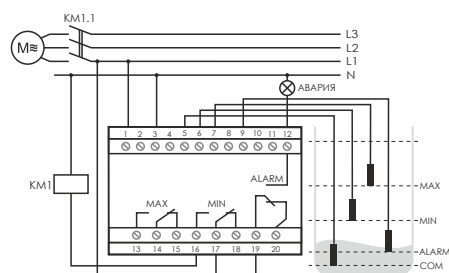 KM1.1
L3
L2
L1
N
M≋
АВАРИЯ
1 2 3 4 5 6 7 8 9 10 11 12
ALARM
KM1
MAX
MIN
13 14 15 16 17 18 19 20
MAX
MIN
ALARM
COM